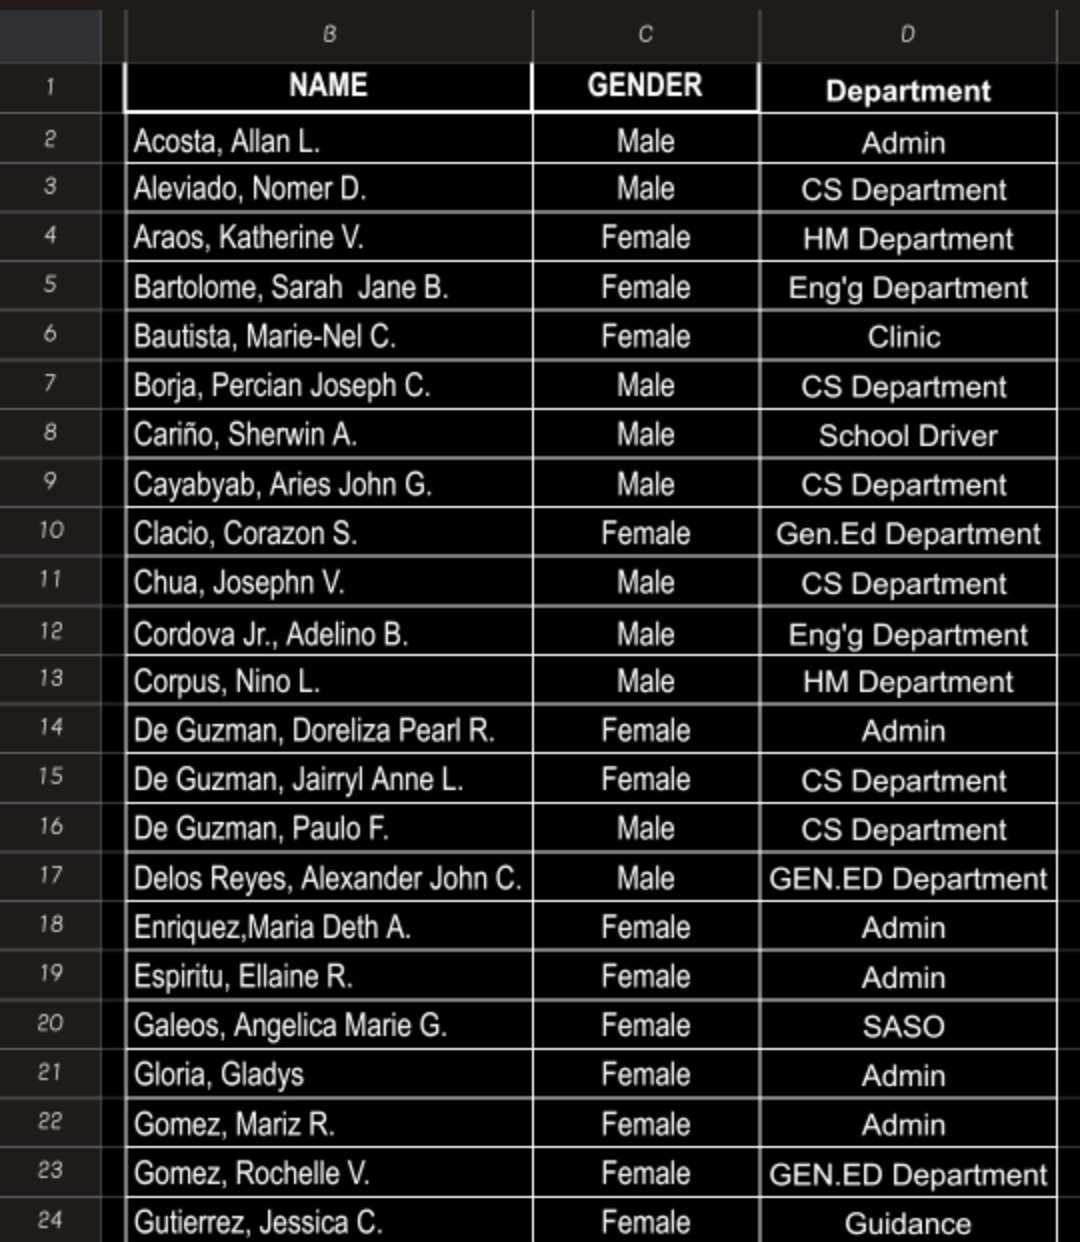 B C D
1 NAME GENDER Department
2 Acosta, Allan L. Male Admin
3 Aleviado, Nomer D. Male CS Department
4 Araos, Katherine V. Female HM Department
5 Bartolome, Sarah  Jane B. Female Eng'g Department
6 Bautista, Marie-Nel C. Female Clinic
7 Borja, Percian Joseph C. Male CS Department
8 Cariño, Sherwin A. Male School Driver
9 Cayabyab, Aries John G. Male CS Department
10 Clacio, Corazon S. Female Gen.Ed Department
11 Chua, Josephn V. Male CS Department
12 Cordova Jr., Adelino B. Male Eng'g Department
13 Corpus, Nino L. Male HM Department
14 De Guzman, Doreliza Pearl R. Female Admin
15 De Guzman, Jairryl Anne L. Female CS Department
16 De Guzman, Paulo F. Male CS Department
17 Delos Reyes, Alexander John C. Male GEN.ED Department
18 Enriquez,Maria Deth A. Female Admin
19 Espiritu, Ellaine R. Female Admin
20 Galeos, Angelica Marie G. Female SASO
21 Gloria, Gladys Female Admin
22 Gomez, Mariz R. Female Admin
23 Gomez, Rochelle V. Female GEN.ED Department
24 Gutierrez, Jessica C. Female Guidance